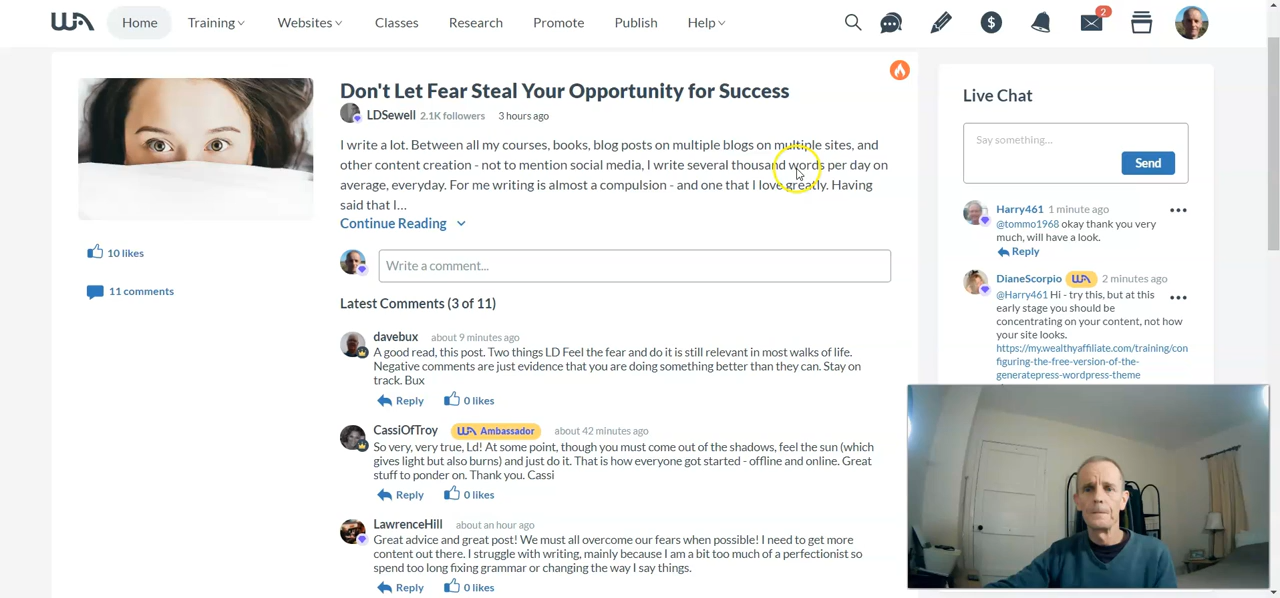 WA Home Training Websites Classes Research Promote Publish Help 2
Don't Let Fear Steal Your Opportunity for Success
LDSewell 2.1K followers 3 hours ago
I write a lot. Between all my courses, books, blog posts on multiple blogs on multiple sites, and
other content creation - not to mention social media, I write several thousand words per day on
average, everyday. For me writing is almost a compulsion - and one that I love greatly. Having
said that I...
Continue Reading
10 likes
11 comments
Write a comment...
Latest Comments (3 of 11)
davebux about 9 minutes ago
A good read, this post. Two things LD Feel the fear and do it is still relevant in most walks of life.
Negative comments are just evidence that you are doing something better than they can. Stay on
track. Bux
Reply 0 likes
CassiOfTroy WA Ambassador about 42 minutes ago
So very, very true, Ld! At some point, though you must come out of the shadows, feel the sun (which
gives light but also burns) and just do it. That is how everyone got started - offline and online. Great
stuff to ponder on. Thank you. Cassi
Reply 0 likes
LawrenceHill about an hour ago
Great advice and great post! We must all overcome our fears when possible! I need to get more
content out there. I struggle with writing, mainly because I am a bit too much of a perfectionist so
spend too long fixing grammar or changing the way I say things.
Reply 0 likes
Live Chat
Say something...
Send
Harry461 1 minute ago
@tommo1968 okay thank you very
much, will have a look.
Reply
DianeScorpio WA 2 minutes ago
@Harry461 Hi - try this, but at this
early stage you should be
concentrating on your content, not how
your site looks.
https://my.wealthyaffiliate.com/training/con
figuring-the-free-version-of-the-
generatepress-wordpress-theme